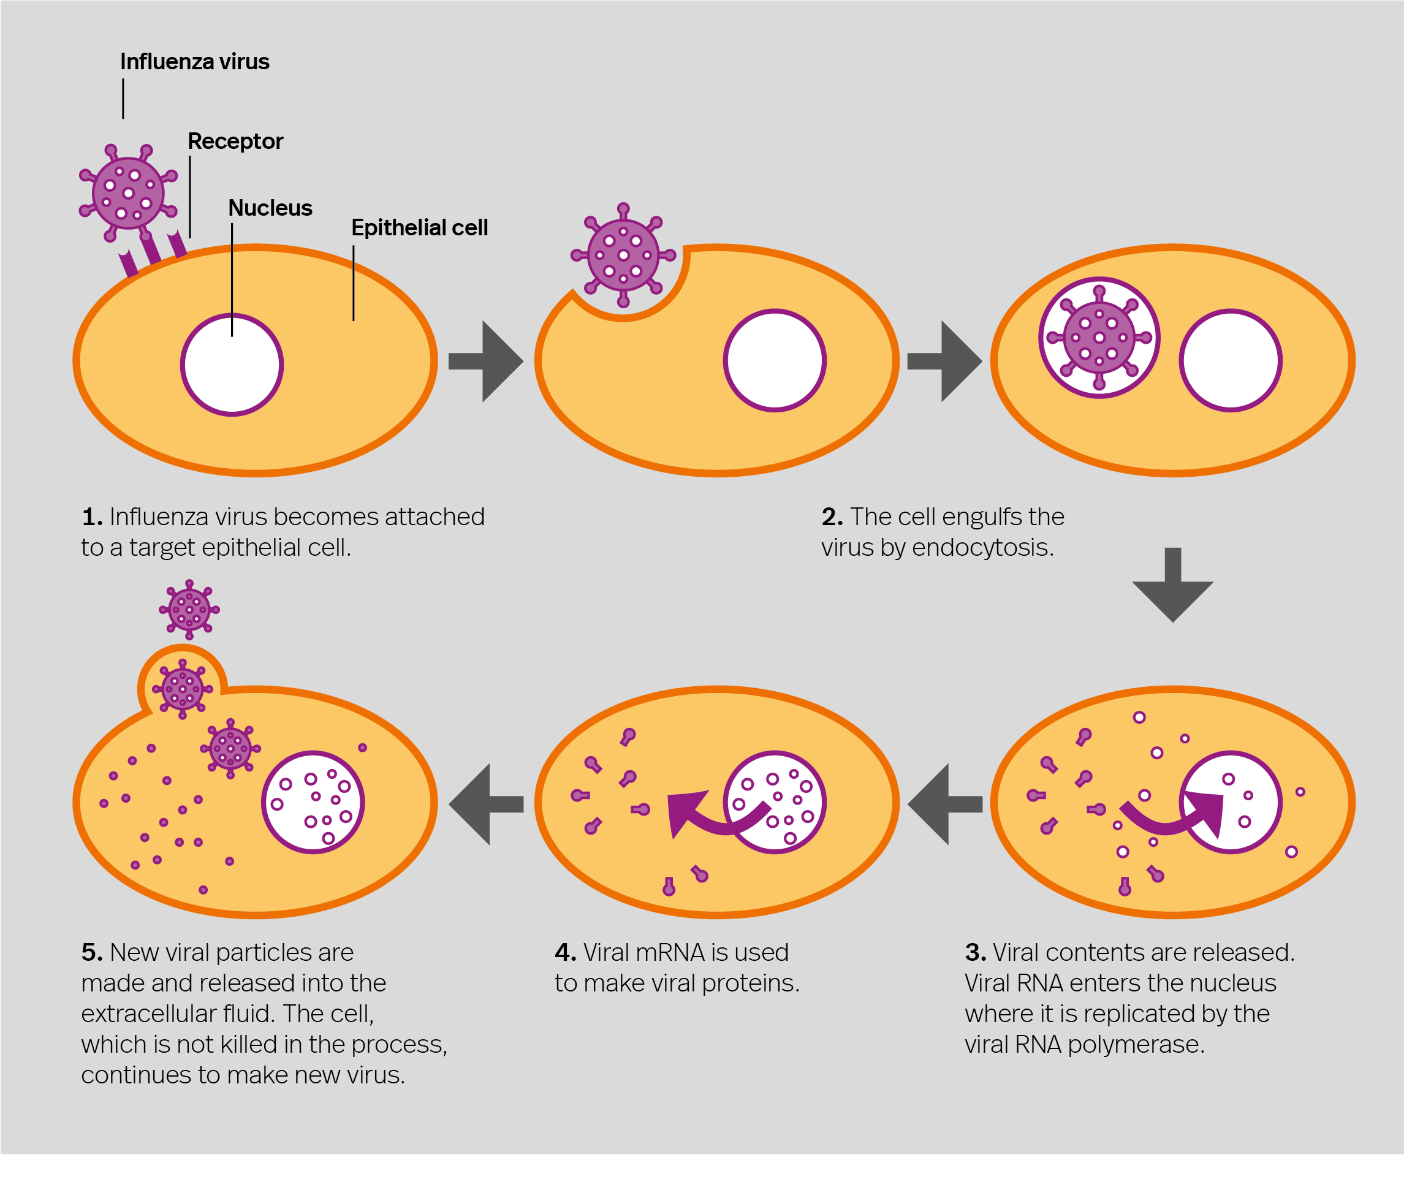 Influenza virus
Receptor
Nucleus
Epithelial cell
1. Influenza virus becomes attached
to a target epithelial cell.
2. The cell engulfs the
virus by endocytosis.
3. Viral contents are released.
Viral RNA enters the nucleus
where it is replicated by the
viral RNA polymerase.
4. Viral mRNA is used
to make viral proteins.
5. New viral particles are
made and released into the
extracellular fluid. The cell,
which is not killed in the process,
continues to make new virus.